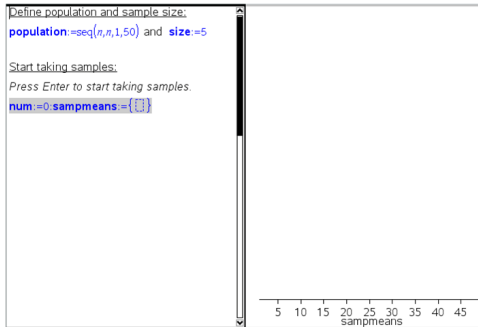 Define population and sample size:
population:=seq(n,n,1,50) and size:=5
Start taking samples:
Press Enter to start taking samples.
num:=0:sampmeans:={}
5 10 15 20 25 30 35 40 45
sampmeans